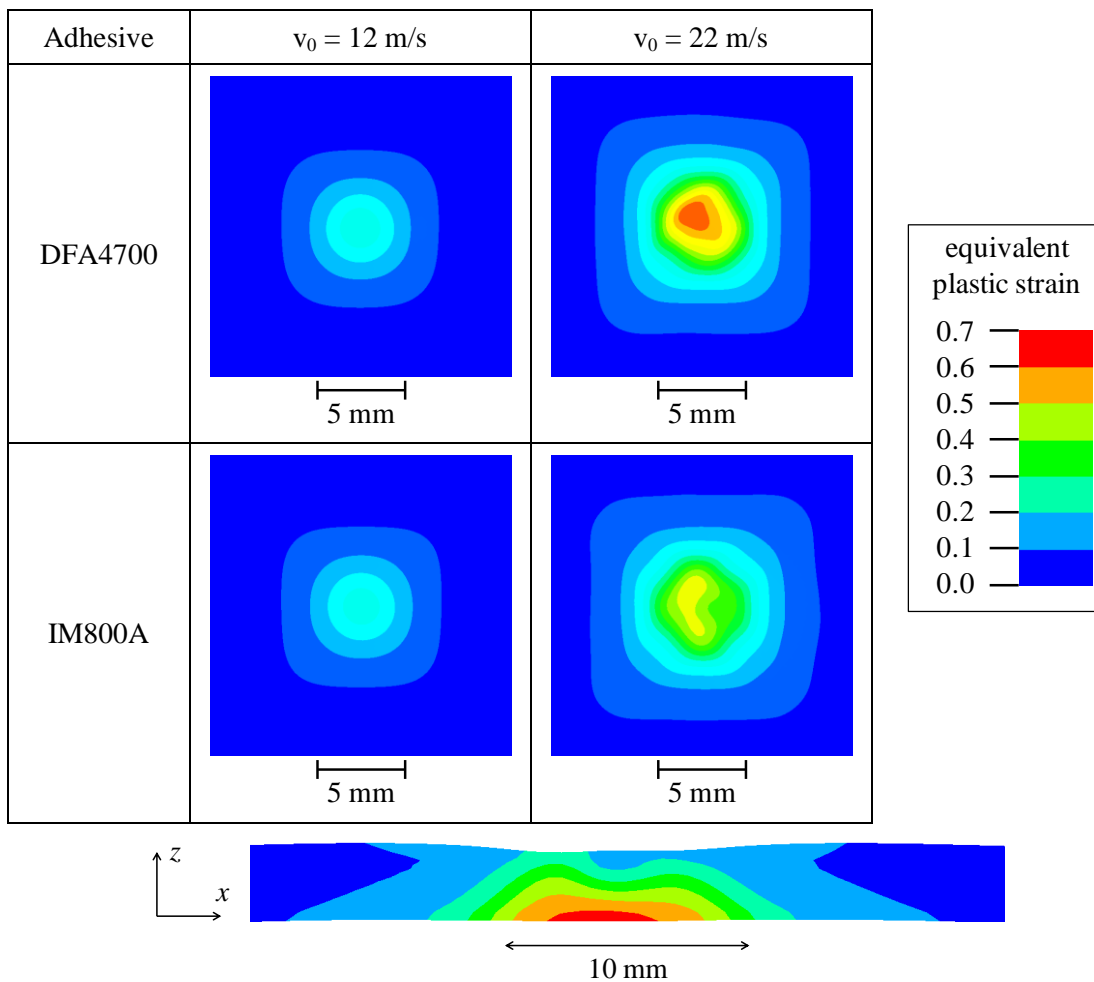 Adhesive
v₀ = 12 m/s
v₀ = 22 m/s
DFA4700
5 mm
5 mm
IM800A
5 mm
5 mm
equivalent
plastic strain
0.7
0.6
0.5
0.4
0.3
0.2
0.1
0.0
z
x
10 mm